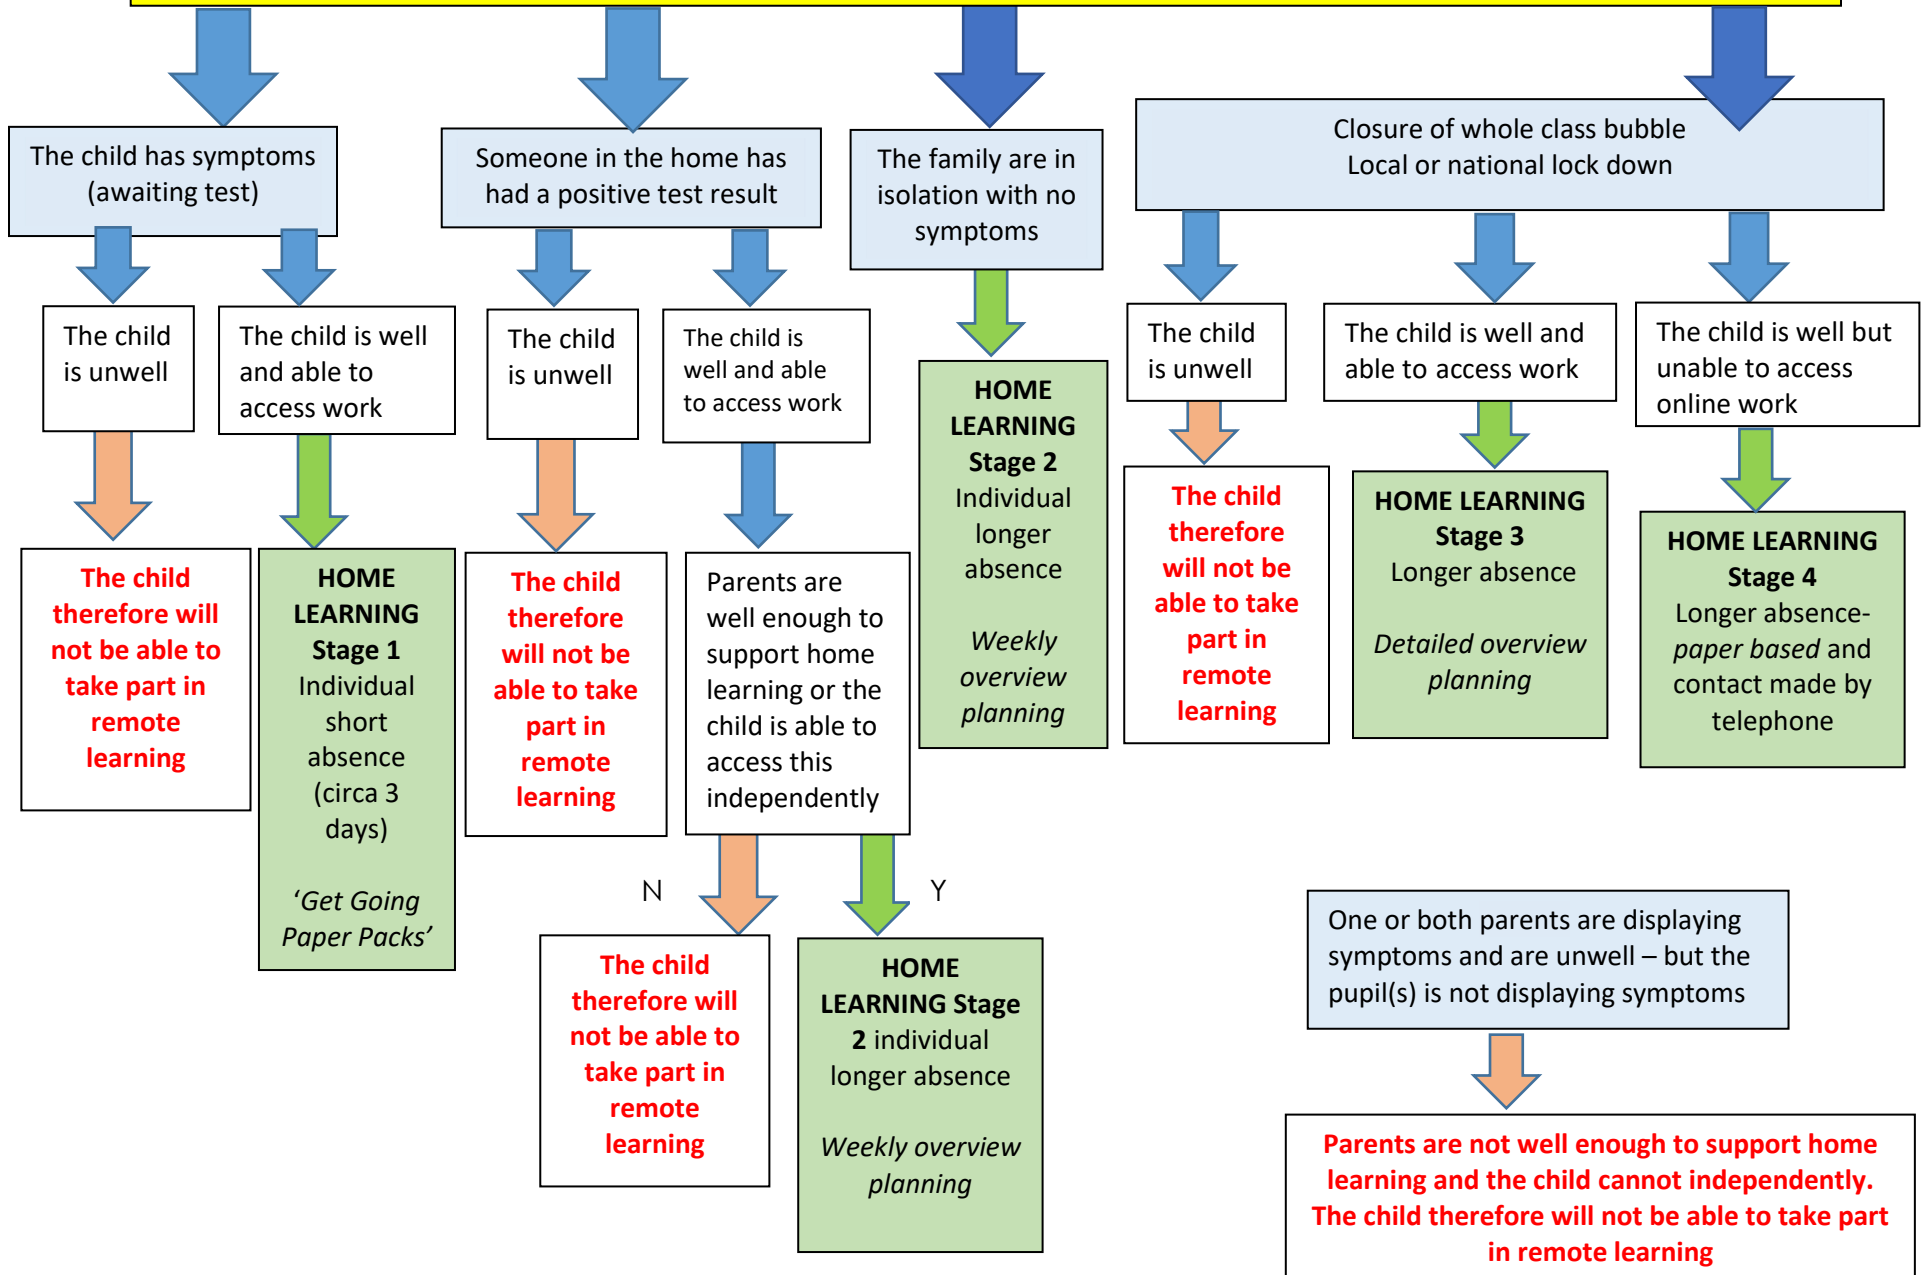 The child has symptoms
(awaiting test)
Someone in the home has
had a positive test result
The family are in
isolation with no
symptoms
Closure of whole class bubble
Local or national lock down
The child
is unwell
The child is well
and able to
access work
The child
is unwell
The child is
well and able
to access work
The child
is unwell
The child is well and
able to access work
The child is well but
unable to access
online work
The child
therefore will
not be able to
take part in
remote
learning
HOME
LEARNING
Stage 1
Individual
short
absence
(circa 3
days)
‘Get Going
Paper Packs’
The child
therefore
will not be
able to take
part in
remote
learning
Parents are
well enough to
support home
learning or the
child is able to
access this
independently
HOME
LEARNING
Stage 2
Individual
longer
absence
Weekly
overview
planning
The child
therefore
will not be
able to take
part in
remote
learning
HOME LEARNING
Stage 3
Longer absence
Detailed overview
planning
HOME LEARNING
Stage 4
Longer absence-
paper based and
contact made by
telephone
N
Y
The child
therefore will
not be able to
take part in
remote
learning
HOME
LEARNING Stage
2 individual
longer absence
Weekly overview
planning
One or both parents are displaying
symptoms and are unwell – but the
pupil(s) is not displaying symptoms
Parents are not well enough to support home
learning and the child cannot independently.
The child therefore will not be able to take part
in remote learning